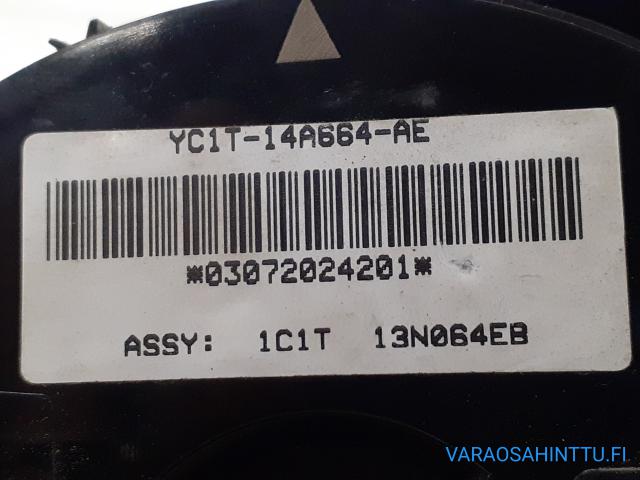 YC1T-14A664-AE
*03072024201*
ASSY: 1C1T 13N064EB
VARAOSAHINTTU.FI